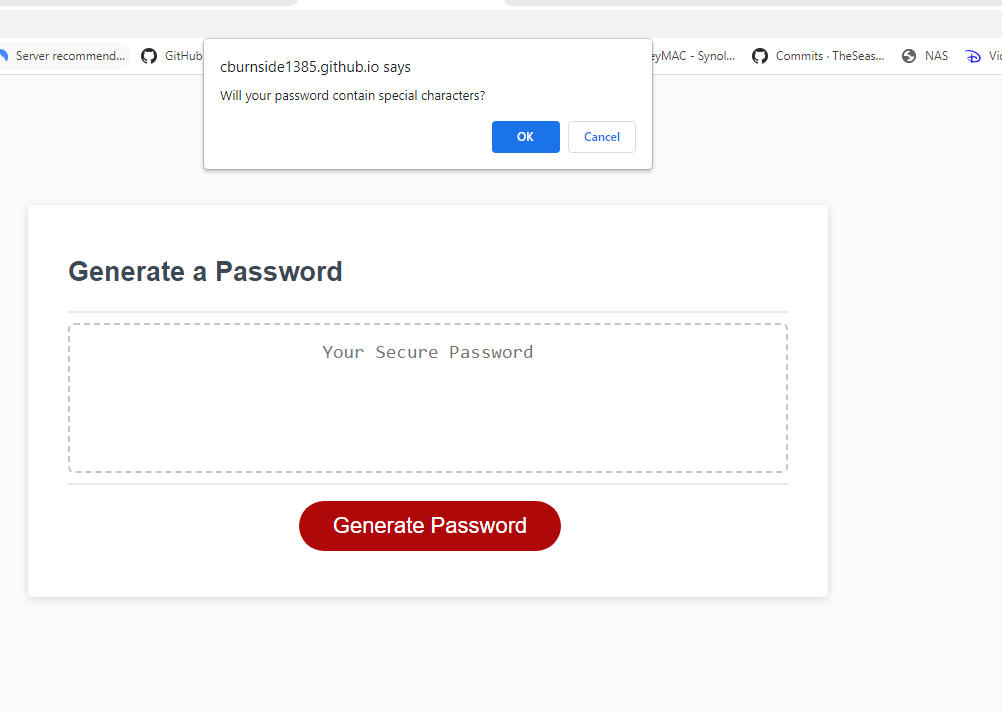 Server recommend... GitHub eyMAC - Synol... Commits · TheSeas... NAS
cburnside1385.github.io says
Will your password contain special characters?
OK Cancel
Generate a Password
Your Secure Password
Generate Password